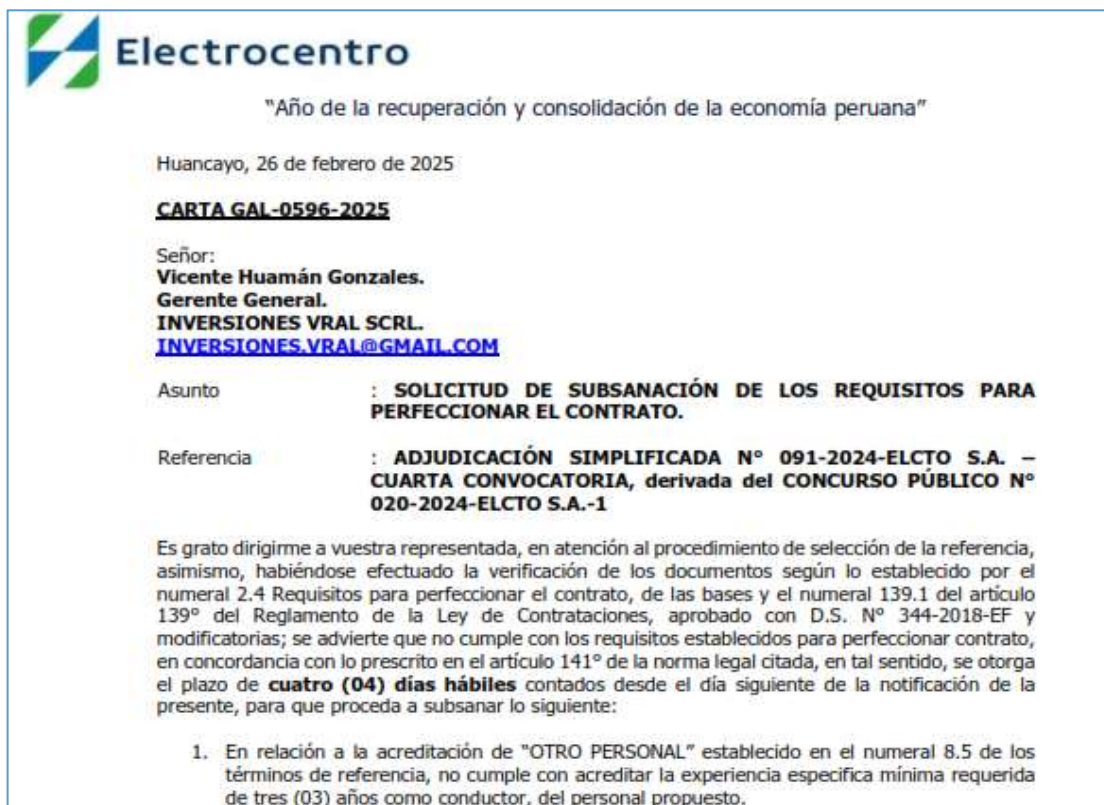 Electrocentro
"Año de la recuperación y consolidación de la economía peruana"
Huancayo, 26 de febrero de 2025
CARTA GAL-0596-2025
Señor:
Vicente Huamán Gonzales.
Gerente General.
INVERSIONES VRAL SCRL.
INVERSIONES.VRAL@GMAIL.COM
Asunto : SOLICITUD DE SUBSANACIÓN DE LOS REQUISITOS PARA
PERFECCIONAR EL CONTRATO.
Referencia : ADJUDICACIÓN SIMPLIFICADA N° 091-2024-ELCTO S.A. –
CUARTA CONVOCATORIA, derivada del CONCURSO PÚBLICO N°
020-2024-ELCTO S.A.-1
Es grato dirigirme a vuestra representada, en atención al procedimiento de selección de la referencia,
asimismo, habiéndose efectuado la verificación de los documentos según lo establecido por el
numeral 2.4 Requisitos para perfeccionar el contrato, de las bases y el numeral 139.1 del artículo
139° del Reglamento de la Ley de Contrataciones, aprobado con D.S. N° 344-2018-EF y
modificatorias; se advierte que no cumple con los requisitos establecidos para perfeccionar contrato,
en concordancia con lo prescrito en el artículo 141° de la norma legal citada, en tal sentido, se otorga
el plazo de cuatro (04) días hábiles contados desde el día siguiente de la notificación de la
presente, para que proceda a subsanar lo siguiente:
1. En relación a la acreditación de "OTRO PERSONAL" establecido en el numeral 8.5 de los
términos de referencia, no cumple con acreditar la experiencia especifica mínima requerida
de tres (03) años como conductor, del personal propuesto.